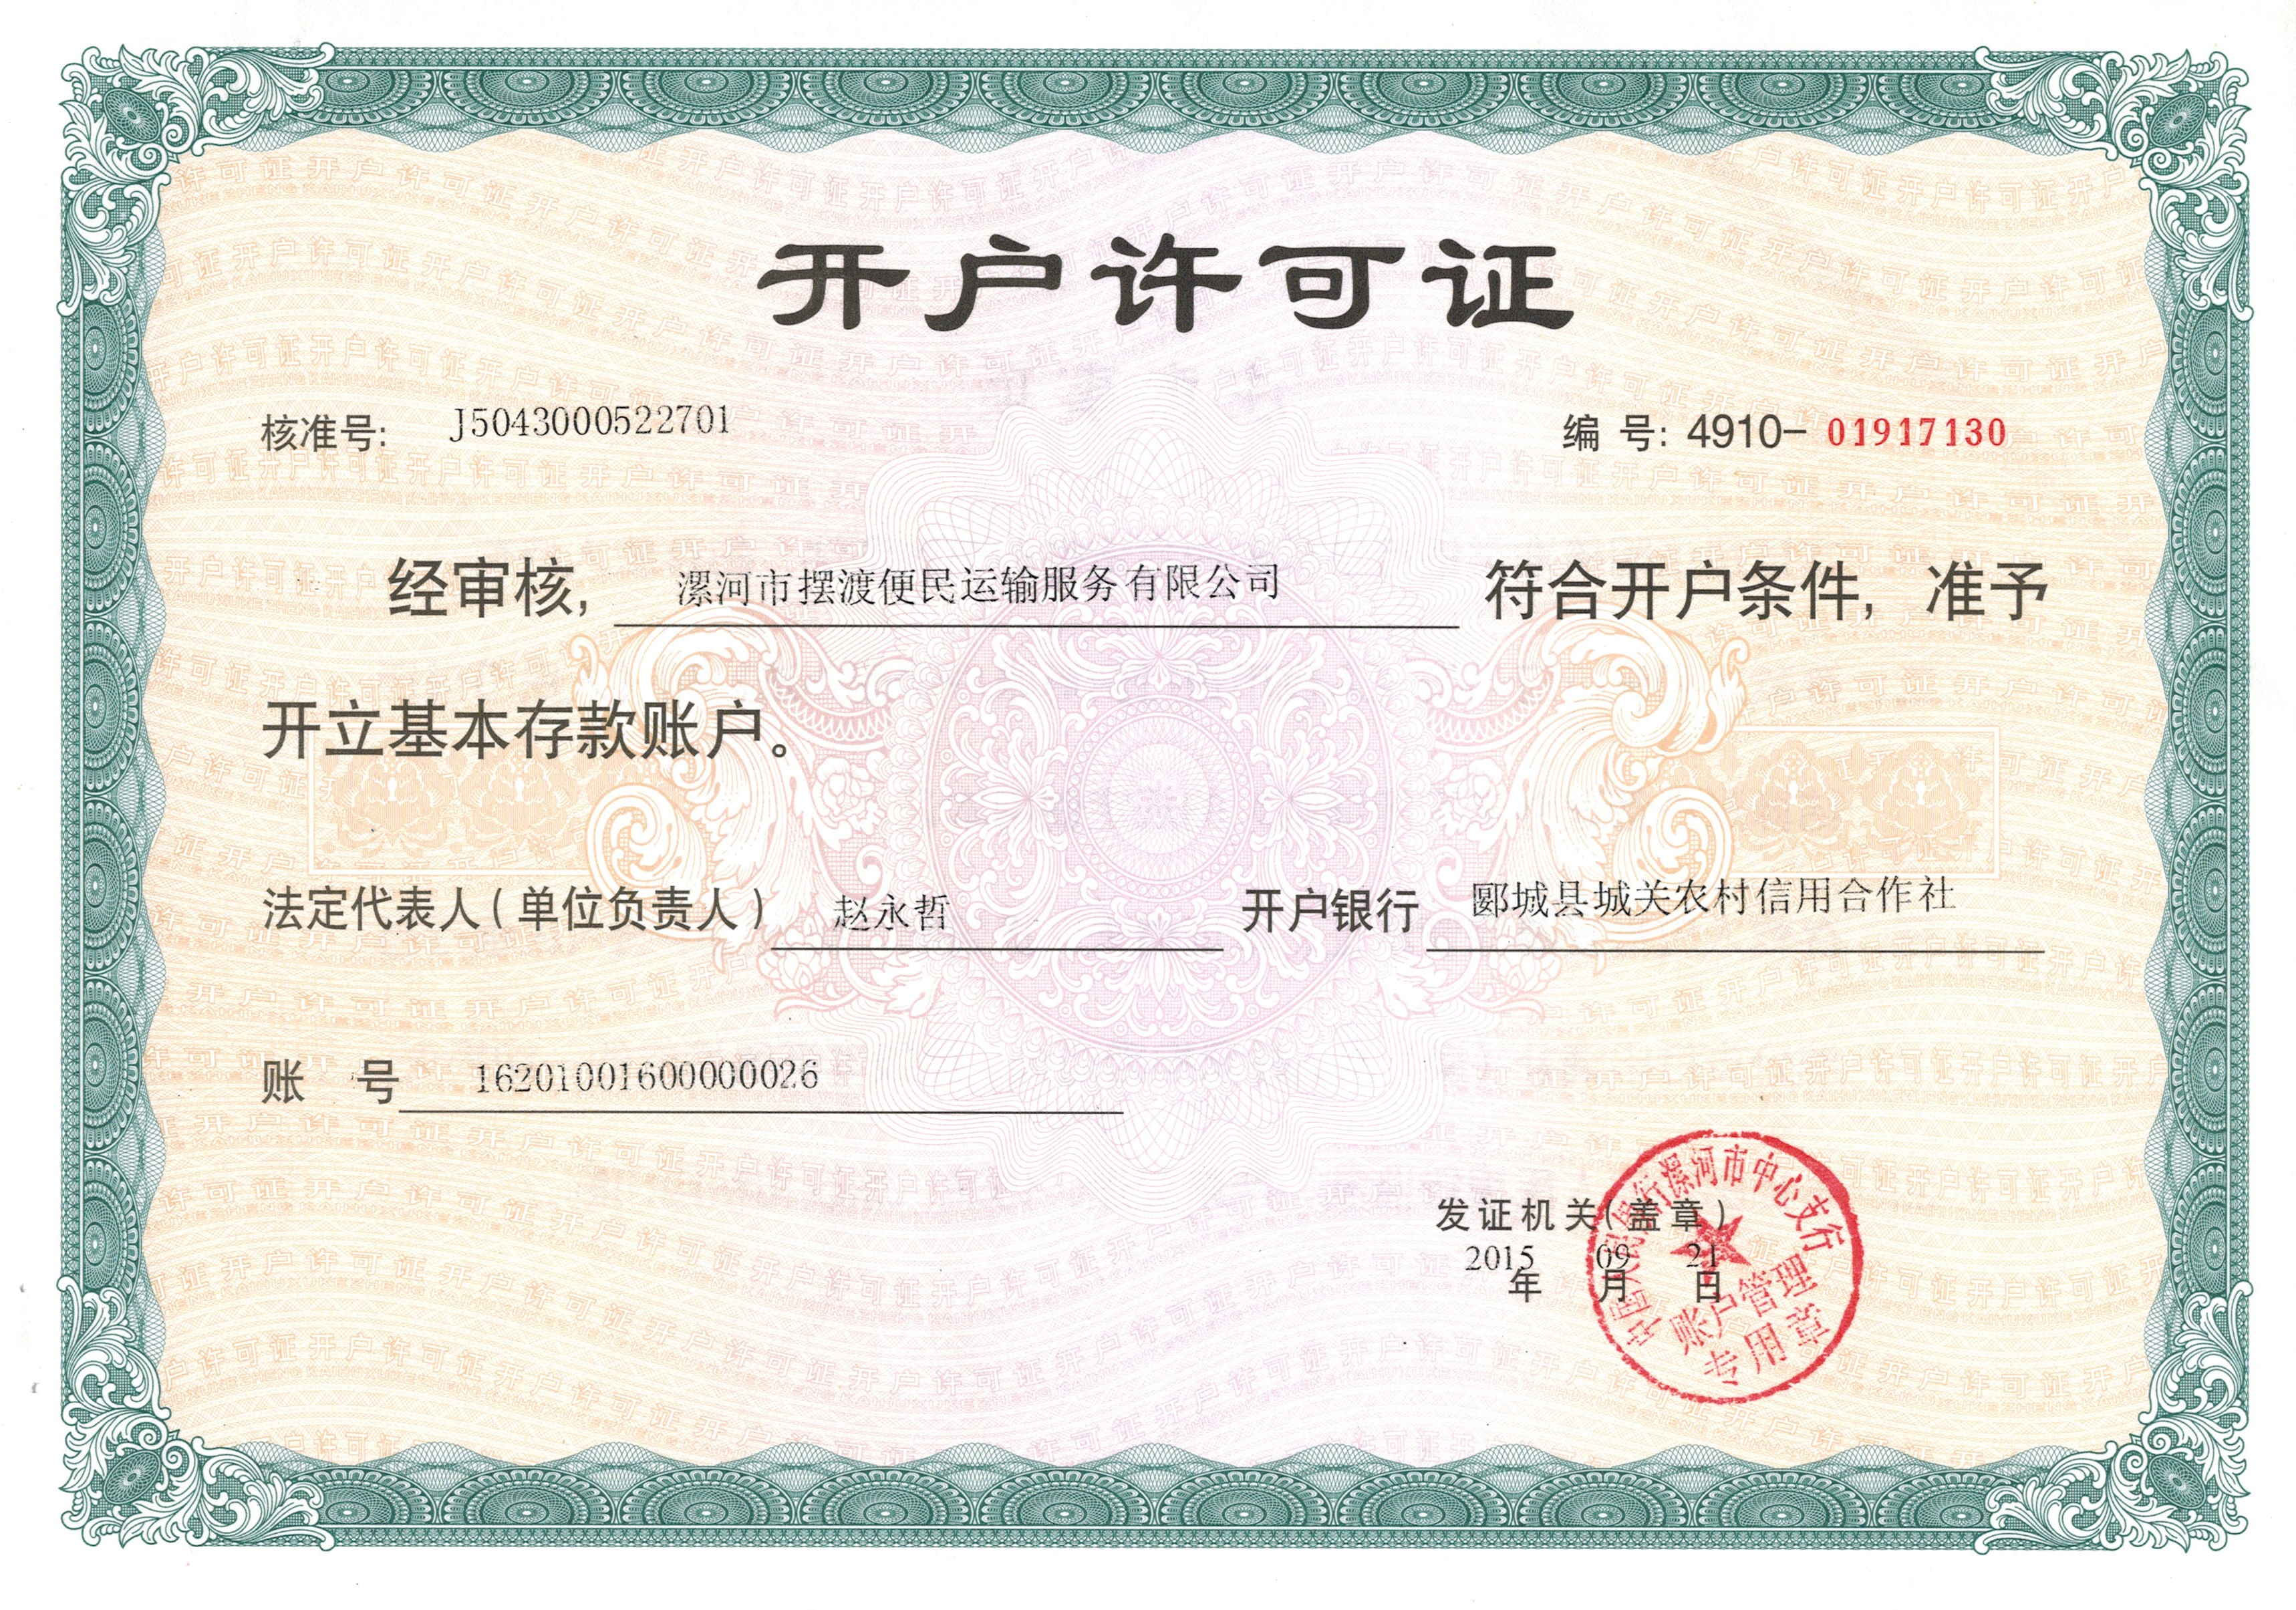 开户许可证
核准号: J5043000522701 编 号: 4910- 01917130
经审核, 漯河市摆渡便民运输服务有限公司 符合开户条件, 准予
开立基本存款账户。
法定代表人(单位负责人) 赵永哲 开户银行 郾城县城关农村信用合作社
账 号 16201001600000026
发证机关(盖章)
2015 09 21
年 月 日
中国人民银行漯河市中心支行
账户管理
专用章